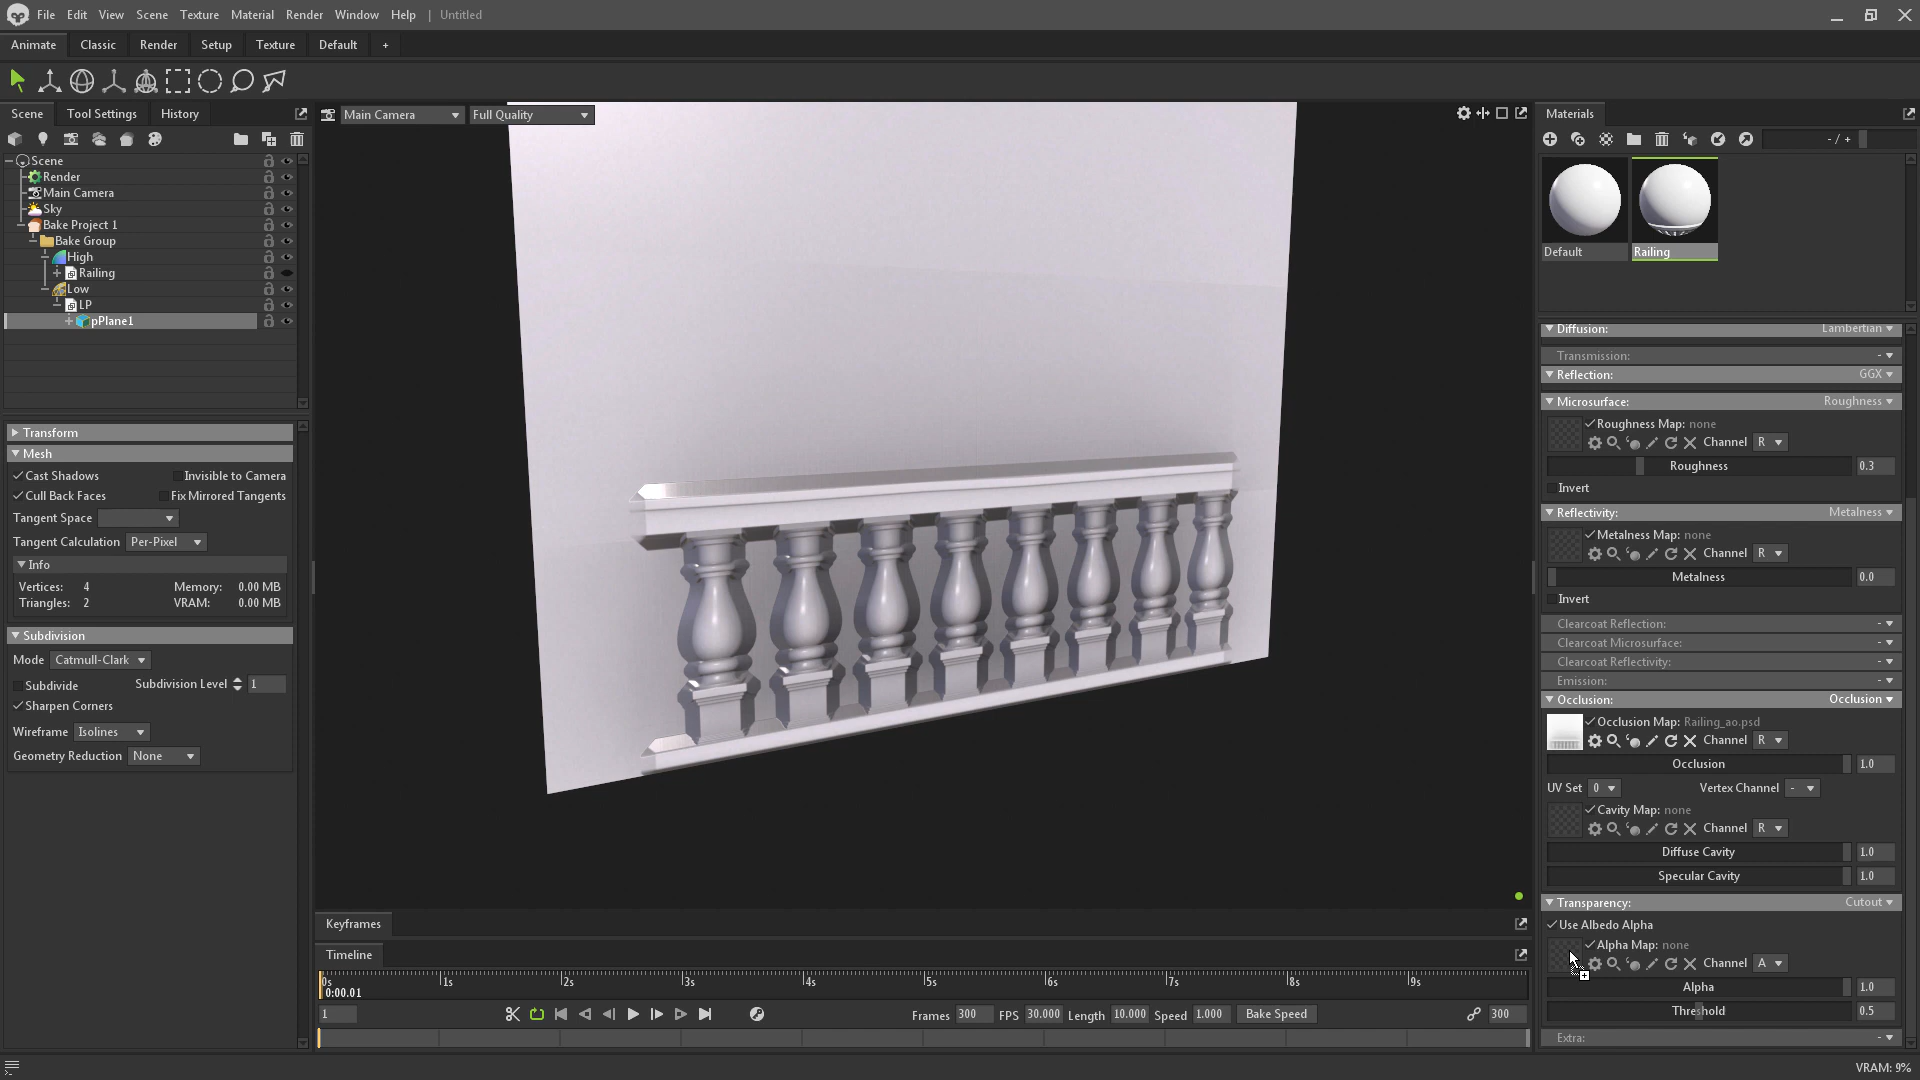 File Edit View Scene Texture Material Render Window Help | Untitled
Animate Classic Render Setup Texture Default +
Scene Tool Settings History
Scene
Render
Main Camera
Sky
Bake Project 1
Bake Group
High
Railing
Low
LP
pPlane1
Transform
Mesh
Cast Shadows Invisible to Camera
Cull Back Faces Fix Mirrored Tangents
Tangent Space
Tangent Calculation Per-Pixel
Info
Vertices: 4 Memory: 0.00 MB
Triangles: 2 VRAM: 0.00 MB
Subdivision
Mode Catmull-Clark
Subdivide Subdivision Level 1
Sharpen Corners
Wireframe Isolines
Geometry Reduction None
Main Camera Full Quality
Keyframes
Timeline
0s 1s 2s 3s 4s 5s 6s 7s 8s 9s
0:00.01
1 Frames 300 FPS 30.000 Length 10.000 Speed 1.000 Bake Speed 300
Materials
- / +
Default Railing
Diffusion: Lambertian
Transmission: -
Reflection: GGX
Microsurface: Roughness
Roughness Map: none
Channel R
Roughness 0.3
Invert
Reflectivity: Metalness
Metalness Map: none
Channel R
Metalness 0.0
Invert
Clearcoat Reflection: -
Clearcoat Microsurface: -
Clearcoat Reflectivity: -
Emission: -
Occlusion: Occlusion
Occlusion Map: Railing_ao.psd
Channel R
Occlusion 1.0
UV Set 0 Vertex Channel -
Cavity Map: none
Channel R
Diffuse Cavity 1.0
Specular Cavity 1.0
Transparency: Cutout
Use Albedo Alpha
Alpha Map: none
Channel A
Alpha 1.0
Threshold 0.5
Extra: -
VRAM: 9%